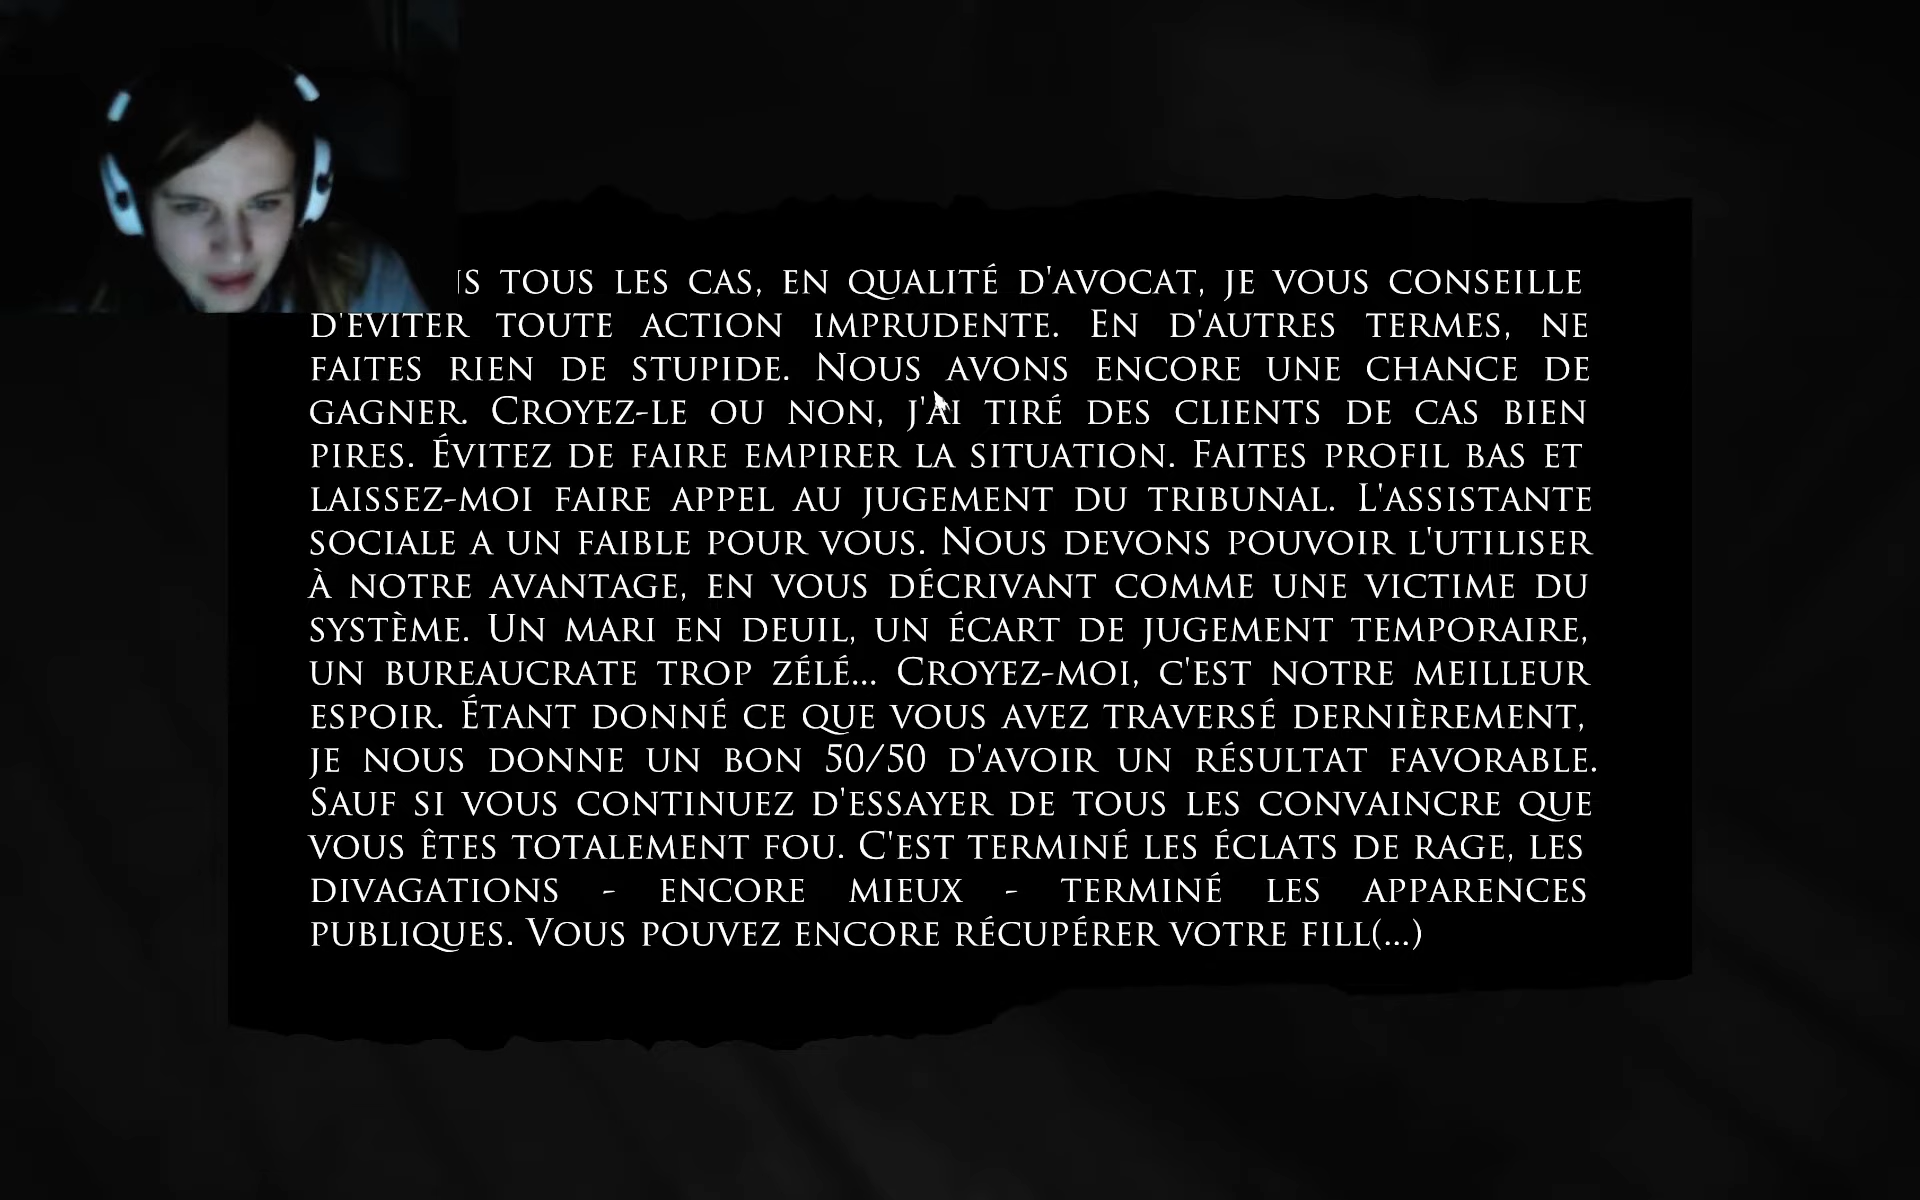 TOUS LES CAS, EN QUALITÉ D'AVOCAT, JE VOUS CONSEILLE
D'ÉVITER TOUTE ACTION IMPRUDENTE. EN D'AUTRES TERMES, NE
FAITES RIEN DE STUPIDE. NOUS AVONS ENCORE UNE CHANCE DE
GAGNER. CROYEZ-LE OU NON, J'AI TIRÉ DES CLIENTS DE CAS BIEN
PIRES. ÉVITEZ DE FAIRE EMPIRER LA SITUATION. FAITES PROFIL BAS ET
LAISSEZ-MOI FAIRE APPEL AU JUGEMENT DU TRIBUNAL. L'ASSISTANTE
SOCIALE A UN FAIBLE POUR VOUS. NOUS DEVONS POUVOIR L'UTILISER
À NOTRE AVANTAGE, EN VOUS DÉCRIVANT COMME UNE VICTIME DU
SYSTÈME. UN MARI EN DEUIL, UN ÉCART DE JUGEMENT TEMPORAIRE,
UN BUREAUCRATE TROP ZÉLÉ... CROYEZ-MOI, C'EST NOTRE MEILLEUR
ESPOIR. ÉTANT DONNÉ CE QUE VOUS AVEZ TRAVERSÉ DERNIÈREMENT,
JE NOUS DONNE UN BON 50/50 D'AVOIR UN RÉSULTAT FAVORABLE.
SAUF SI VOUS CONTINUEZ D'ESSAYER DE TOUS LES CONVAINCRE QUE
VOUS ÊTES TOTALEMENT FOU. C'EST TERMINÉ LES ÉCLATS DE RAGE, LES
DIVAGATIONS - ENCORE MIEUX - TERMINÉ LES APPARENCES
PUBLIQUES. VOUS POUVEZ ENCORE RÉCUPÉRER VOTRE FILL(...)